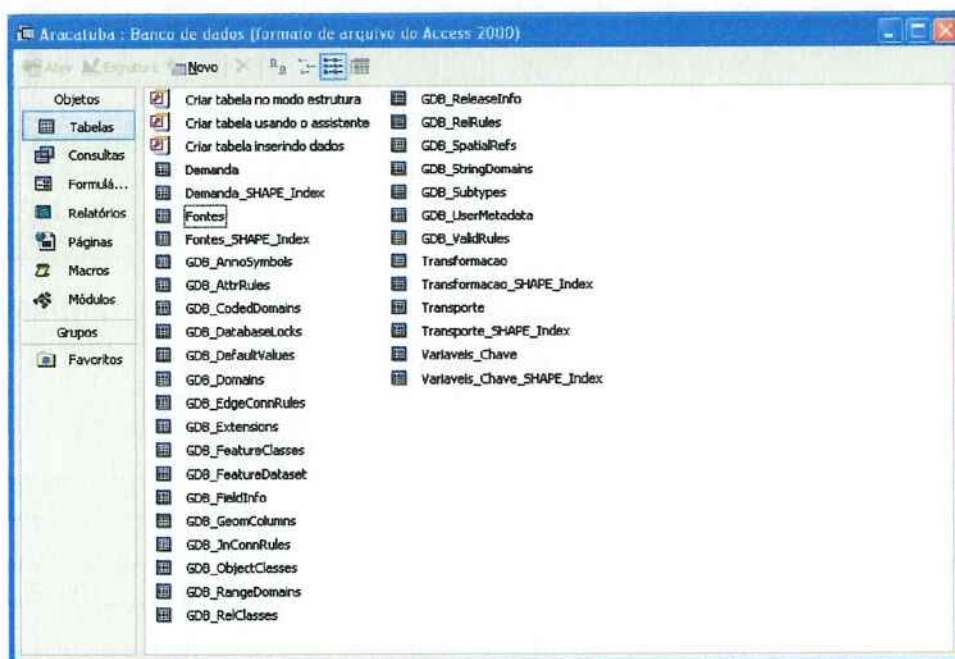 Aracatuba : Banco de dados (formato de arquivo do Access 2000)
Abrir Estrutura Novo
Objetos
Tabelas
Consultas
Formulá...
Relatórios
Páginas
Macros
Módulos
Grupos
Favoritos
Criar tabela no modo estrutura
Criar tabela usando o assistente
Criar tabela inserindo dados
Demanda
Demanda_SHAPE_Index
Fontes
Fontes_SHAPE_Index
GDB_AnnoSymbols
GDB_AttrRules
GDB_CodedDomains
GDB_DatabaseLocks
GDB_DefaultValues
GDB_Domains
GDB_EdgeConnRules
GDB_Extensions
GDB_FeatureClasses
GDB_FeatureDataset
GDB_FieldInfo
GDB_GeomColumns
GDB_JnConnRules
GDB_ObjectClasses
GDB_RangeDomains
GDB_RelClasses
GDB_ReleaseInfo
GDB_RelRules
GDB_SpatialRefs
GDB_StringDomains
GDB_Subtypes
GDB_UserMetadata
GDB_ValidRules
Transformacao
Transformacao_SHAPE_Index
Transporte
Transporte_SHAPE_Index
Variaveis_Chave
Variaveis_Chave_SHAPE_Index